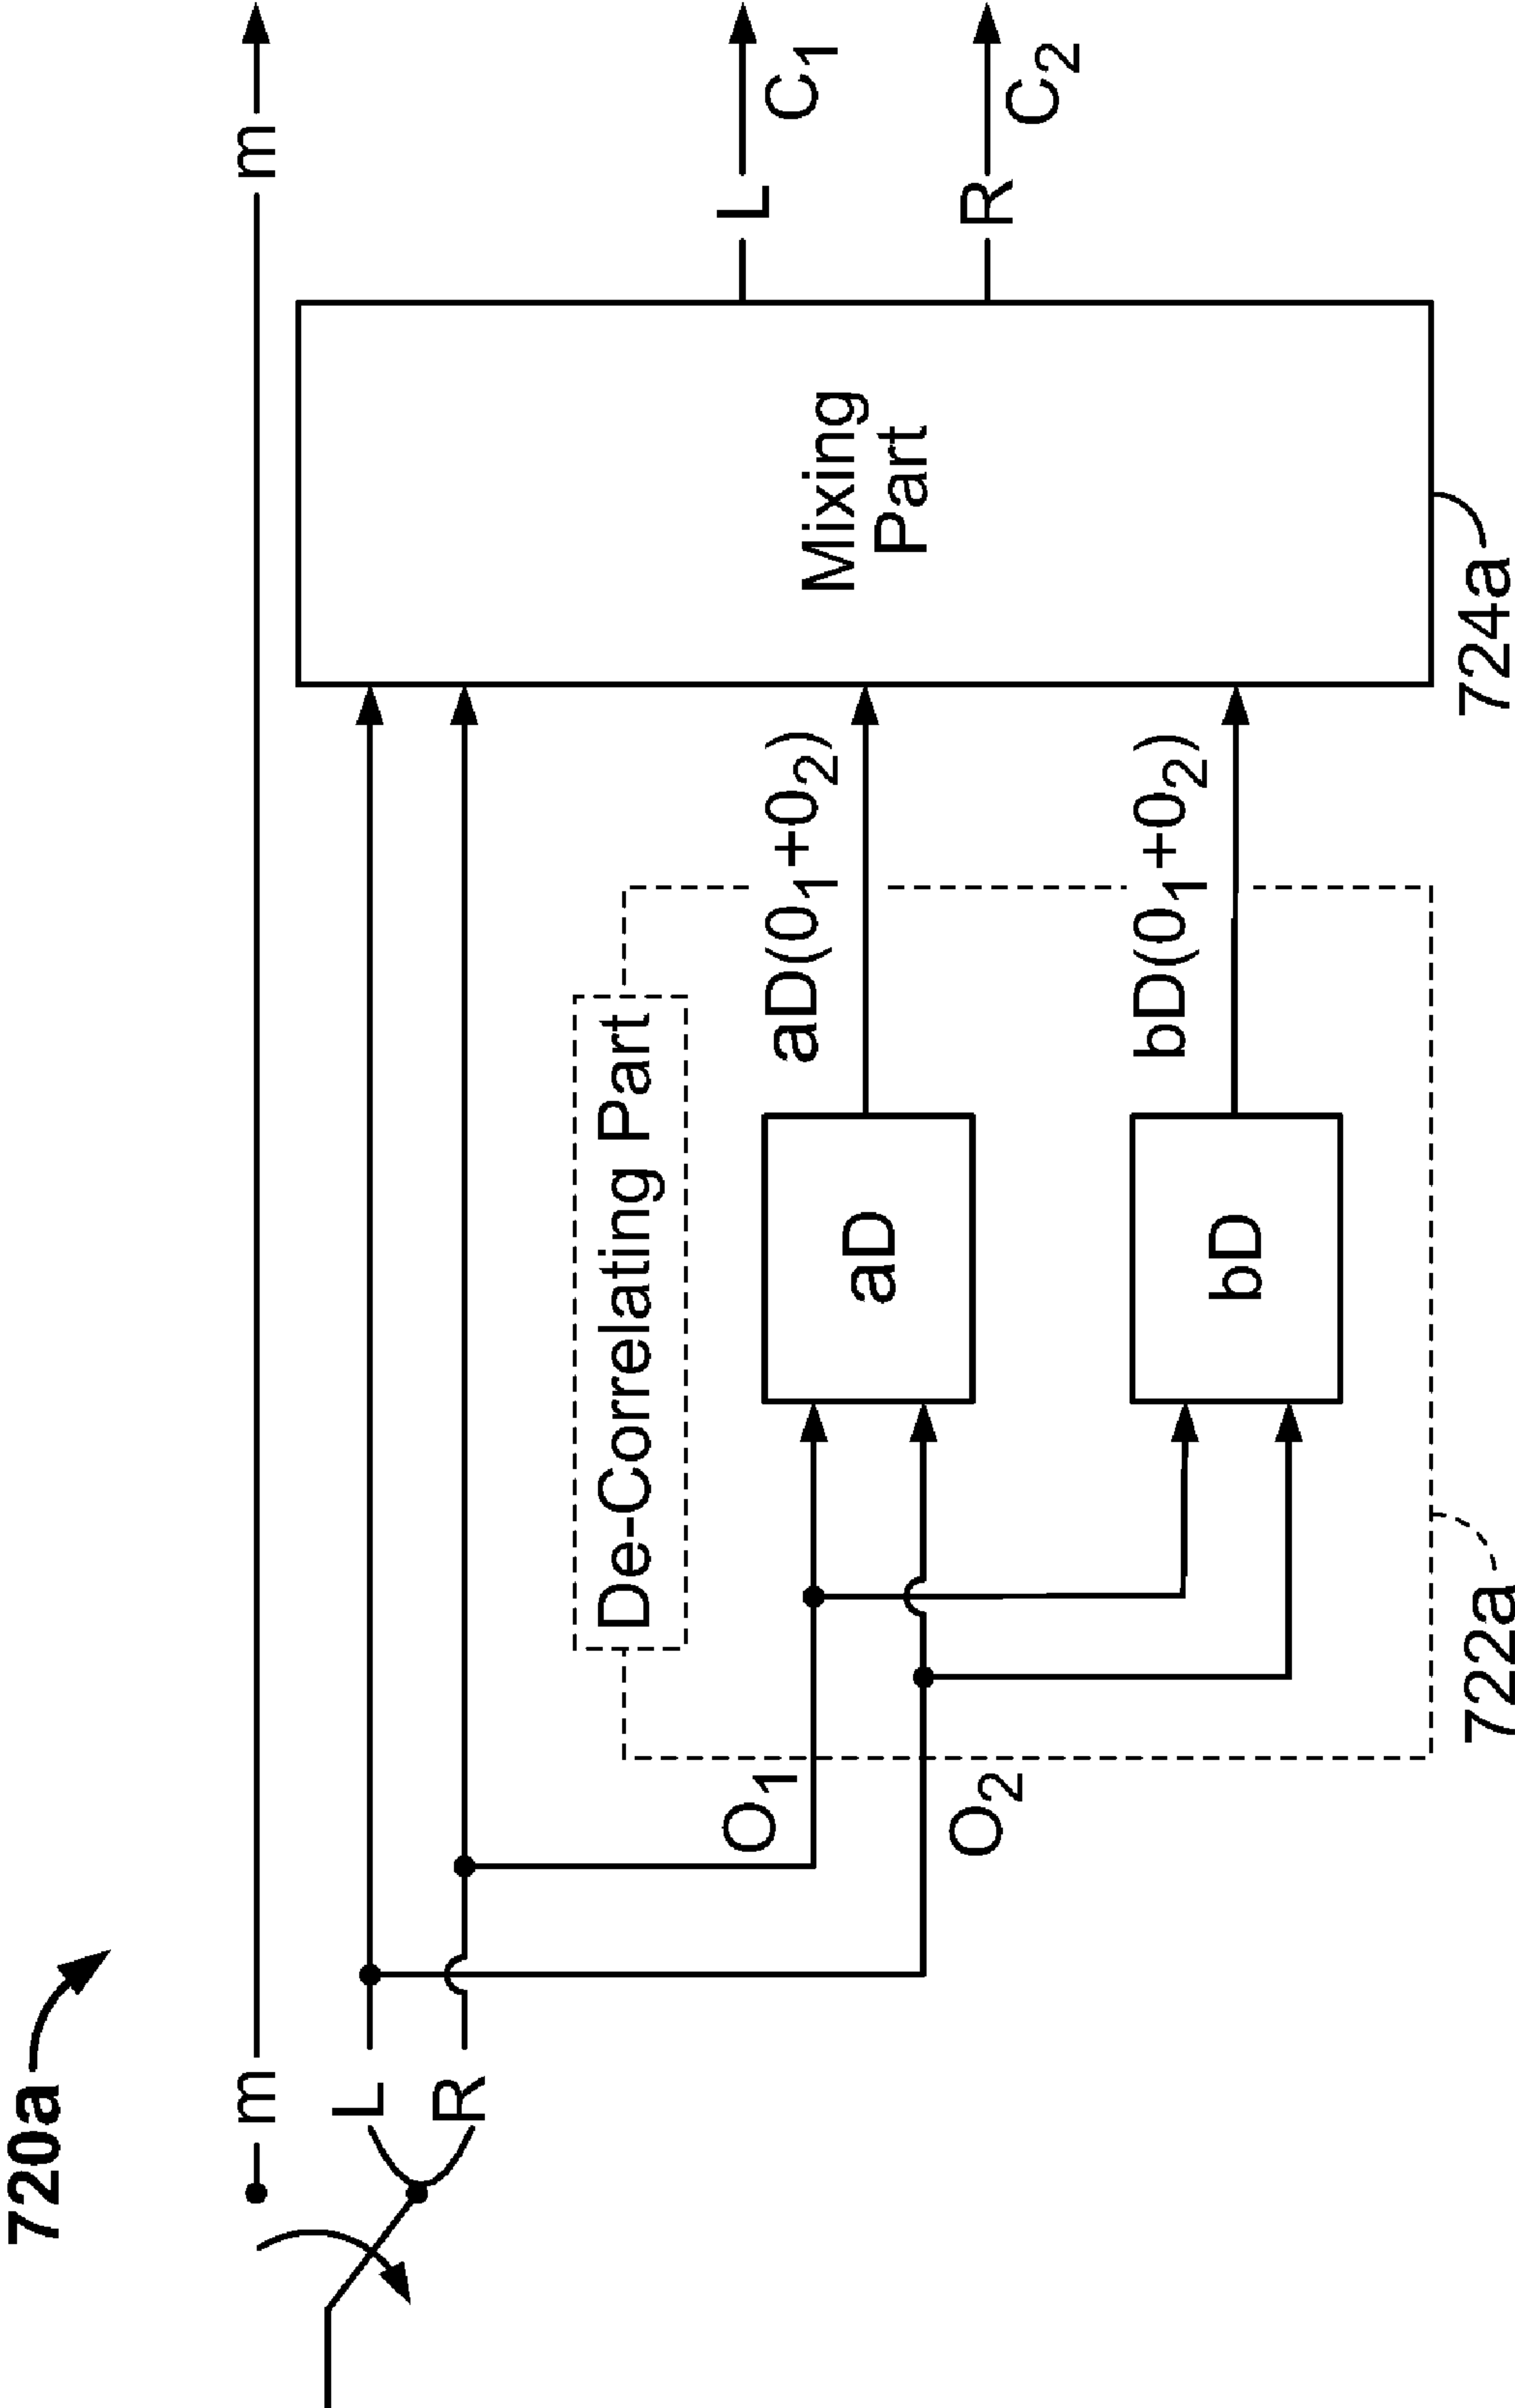 720a
m
m
L
R
De-Correlating Part
O1
O2
aD
bD
aD(01+02)
bD(01+02)
Mixing
Part
L
C1
R
C2
722a
724a